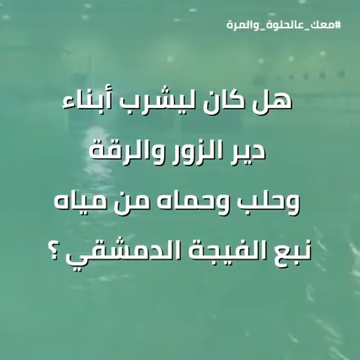 #معك_عالحلوة_والمرة
هل كان ليشرب أبناء
دير الزور والرقة
وحلب وحماه من مياه
نبع الفيجة الدمشقي ؟